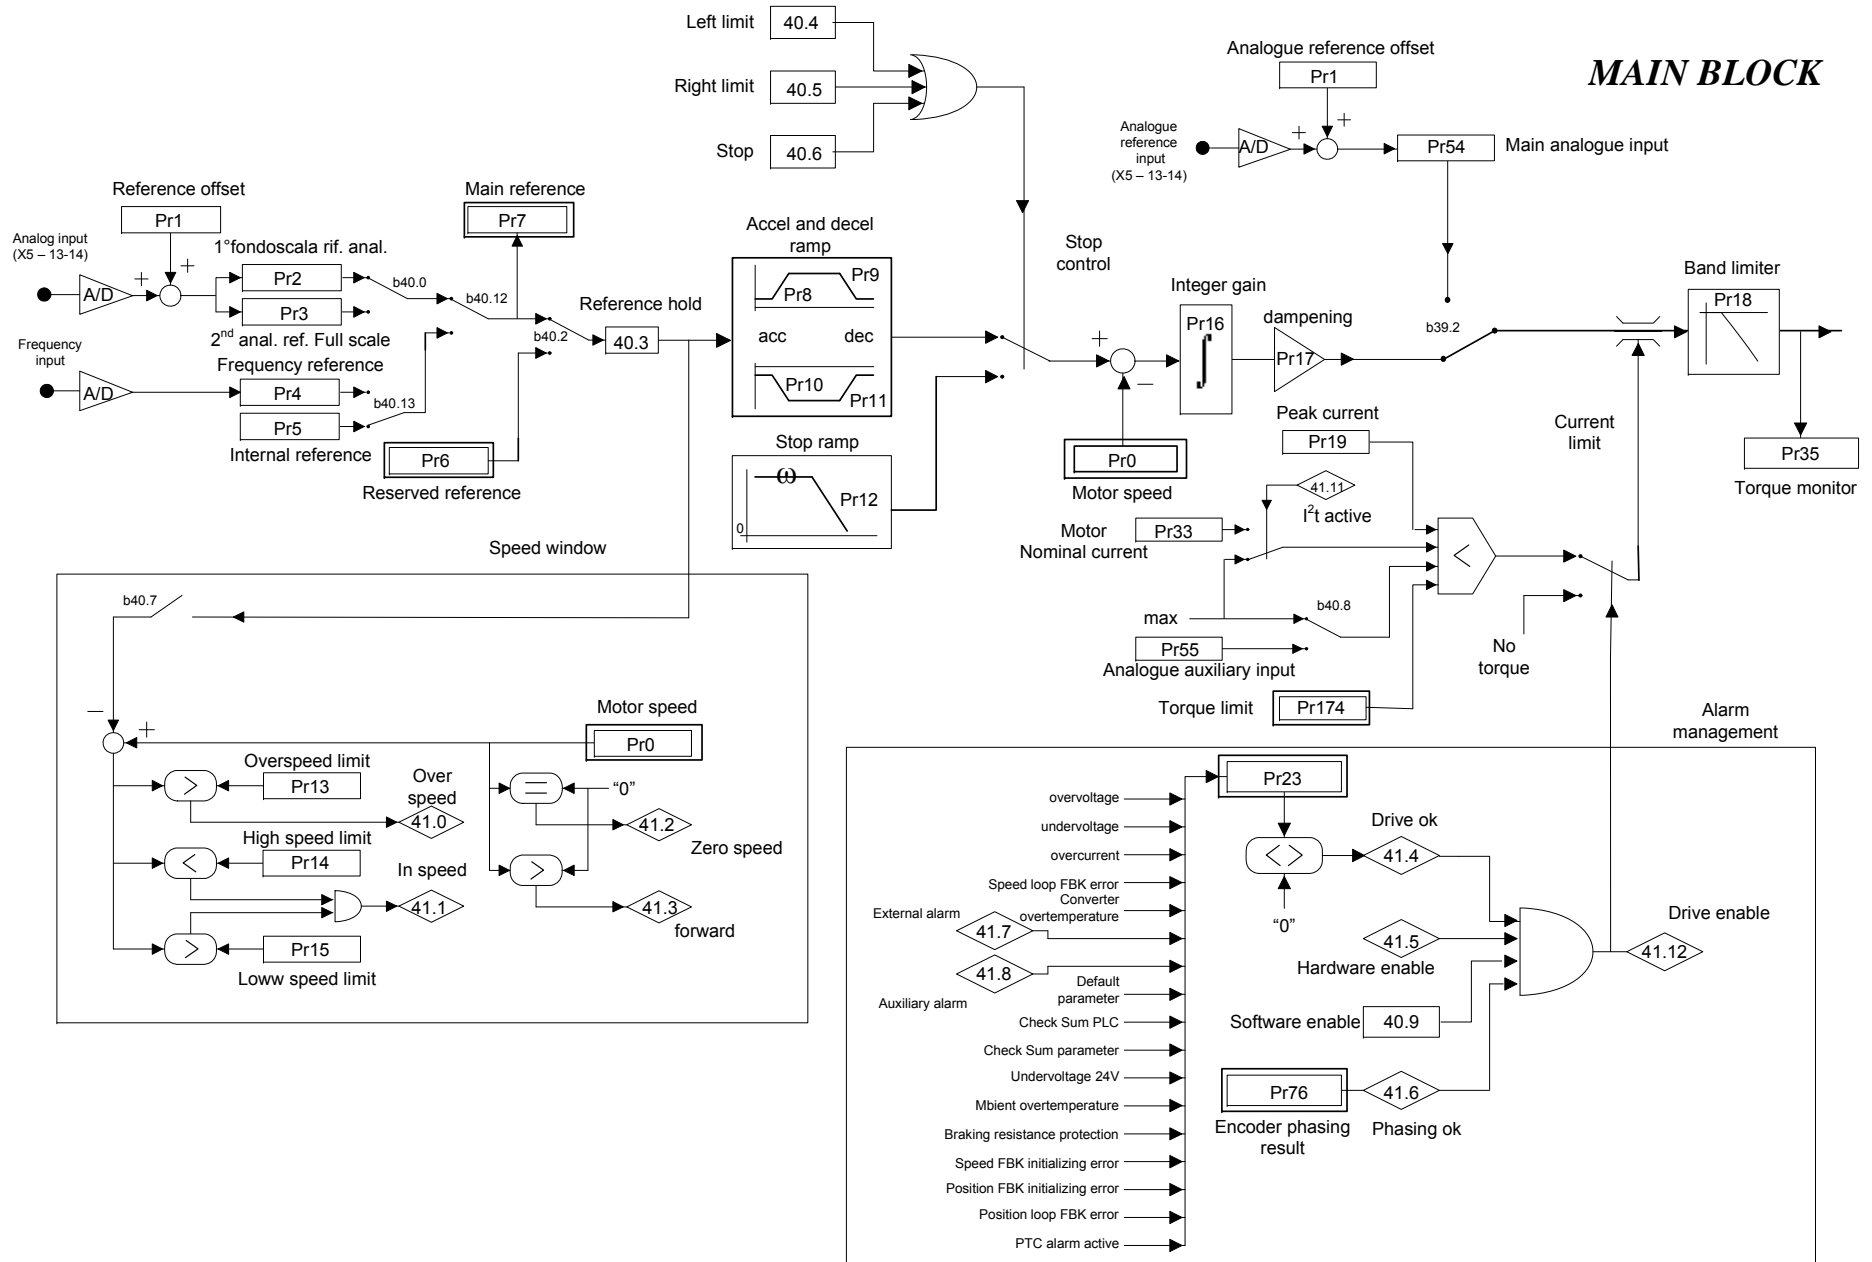 MAIN BLOCK
Left limit
40.4
Right limit
40.5
Stop
40.6
Analogue reference offset
Pr1
Analogue
reference
input
(X5 – 13-14)
A/D
+
+
Pr54
Main analogue input
Reference offset
Pr1
Analog input
(X5 – 13-14)
A/D
+
+
1°fondoscala rif. anal.
Pr2
Pr3
2nd anal. ref. Full scale
b40.0
Main reference
Pr7
b40.12
b40.2
Reference hold
40.3
Frequency
input
A/D
Frequency reference
Pr4
Pr5
Internal reference
b40.13
Pr6
Reserved reference
Accel and decel
ramp
Pr9
Pr8
acc
dec
Pr10
Pr11
Stop ramp
ω
Pr12
0
Stop
control
+
–
Pr0
Motor speed
Integer gain
Pr16
∫
dampening
Pr17
b39.2
Band limiter
Pr18
Current
limit
Pr35
Torque monitor
Peak current
Pr19
41.11
I2t active
Motor
Nominal current
Pr33
<
max
b40.8
Pr55
Analogue auxiliary input
Torque limit
Pr174
No
torque
Speed window
b40.7
–
+
Motor speed
Pr0
Overspeed limit
>
Pr13
Over
speed
41.0
High speed limit
<
Pr14
In speed
41.1
>
Pr15
Loww speed limit
=
“0”
41.2
Zero speed
>
41.3
forward
Alarm
management
overvoltage
undervoltage
overcurrent
Speed loop FBK error
Converter
overtemperature
External alarm
41.7
41.8
Auxiliary alarm
Default
parameter
Check Sum PLC
Check Sum parameter
Undervoltage 24V
Mbient overtemperature
Braking resistance protection
Speed FBK initializing error
Position FBK initializing error
Position loop FBK error
PTC alarm active
Pr23
<>
“0”
Drive ok
41.4
41.5
Hardware enable
Software enable
40.9
Pr76
Encoder phasing
result
41.6
Phasing ok
Drive enable
41.12